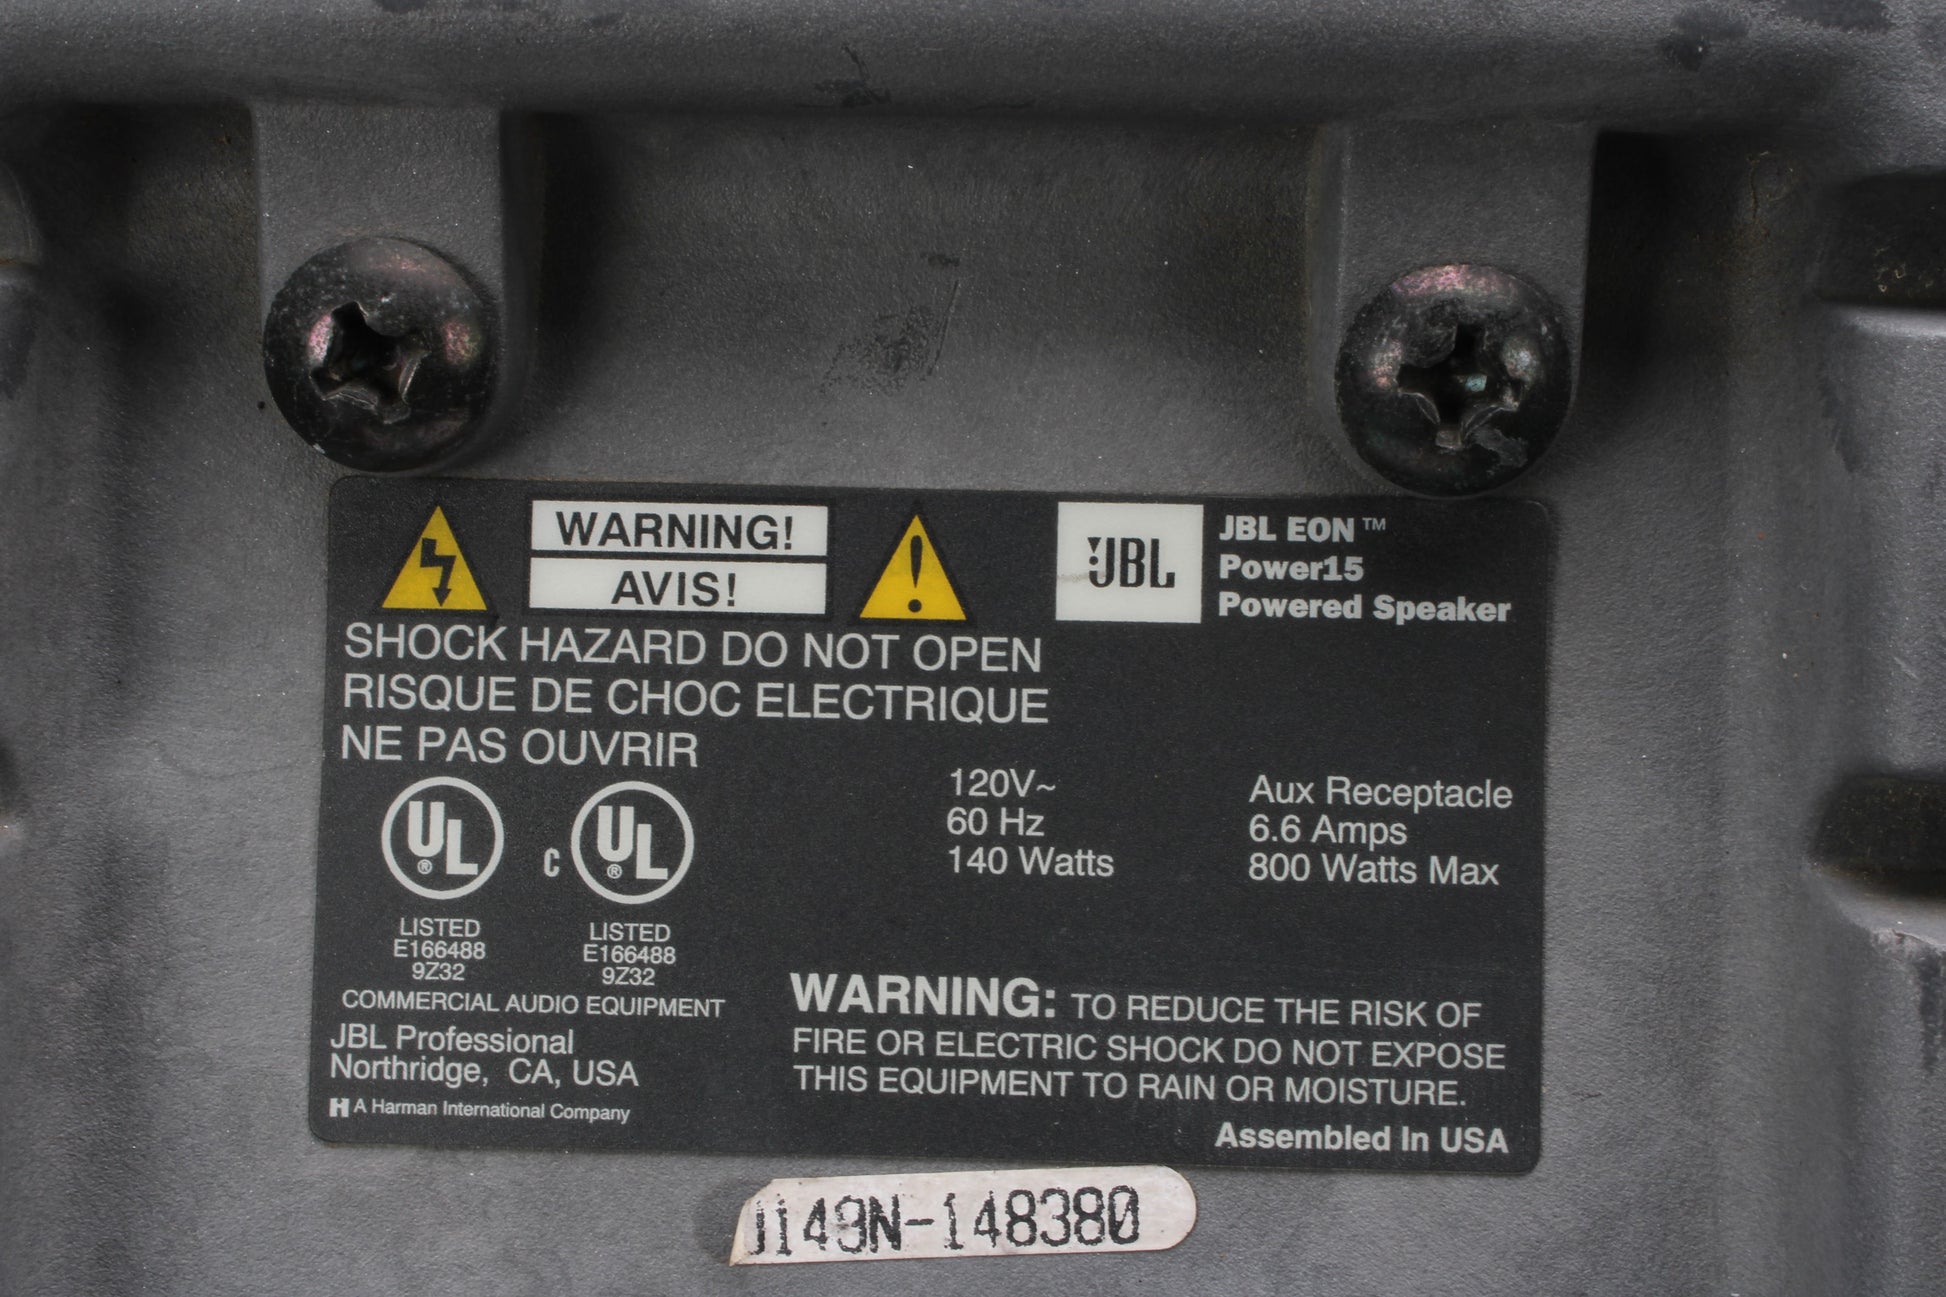 WARNING!
AVIS!
SHOCK HAZARD DO NOT OPEN
RISQUE DE CHOC ELECTRIQUE
NE PAS OUVRIR
JBL
JBL EON™
Power15
Powered Speaker
120V~
60 Hz
140 Watts
Aux Receptacle
6.6 Amps
800 Watts Max
UL®
LISTED
E166488
9Z32
C UL®
LISTED
E166488
9Z32
COMMERCIAL AUDIO EQUIPMENT
JBL Professional
Northridge, CA, USA
H A Harman International Company
WARNING: TO REDUCE THE RISK OF
FIRE OR ELECTRIC SHOCK DO NOT EXPOSE
THIS EQUIPMENT TO RAIN OR MOISTURE.
Assembled In USA